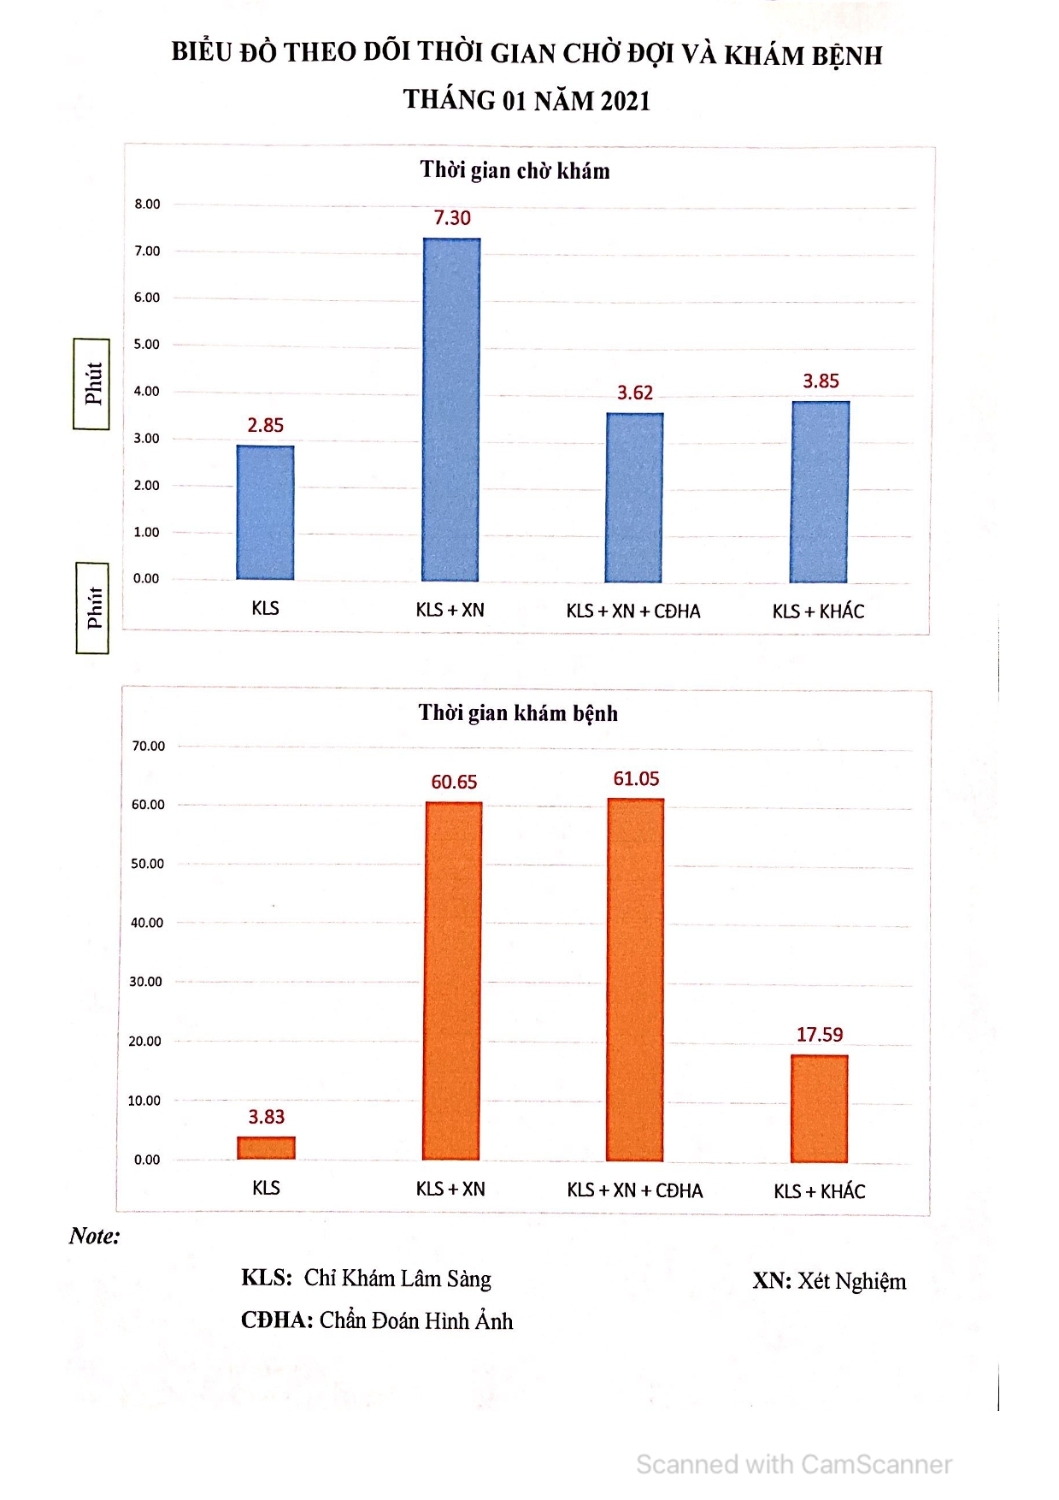 BIỂU ĐỒ THEO DÕI THỜI GIAN CHỜ ĐỢI VÀ KHÁM BỆNH
THÁNG 01 NĂM 2021
Thời gian chờ khám
8.00
7.00
6.00
5.00
4.00
3.00
2.00
1.00
0.00
2.85
7.30
3.62
3.85
KLS
KLS + XN
KLS + XN + CĐHA
KLS + KHÁC
Phút
Phút
Thời gian khám bệnh
70.00
60.00
50.00
40.00
30.00
20.00
10.00
0.00
3.83
60.65
61.05
17.59
KLS
KLS + XN
KLS + XN + CĐHA
KLS + KHÁC
Note:
KLS: Chỉ Khám Lâm Sàng XN: Xét Nghiệm
CĐHA: Chẩn Đoán Hình Ảnh
Scanned with CamScanner